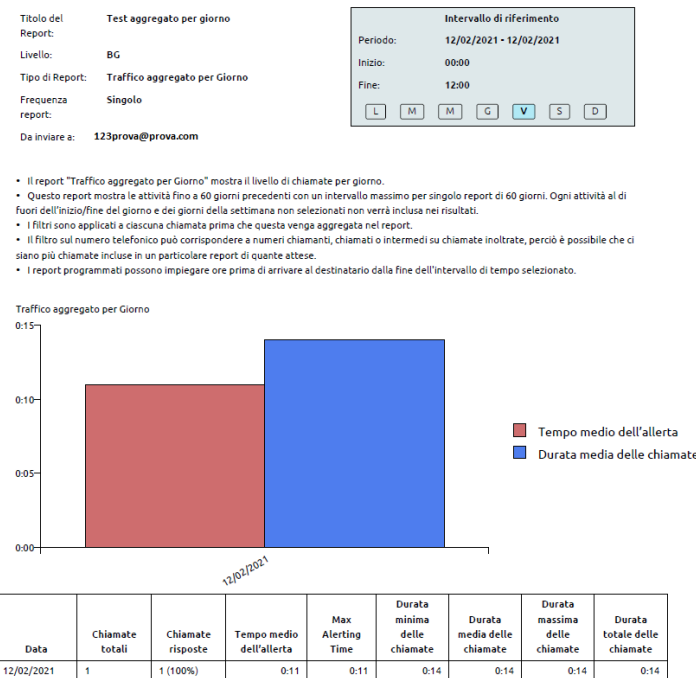 Titolo del
Report:
Test aggregato per giorno
Livello:
BG
Tipo di Report:
Traffico aggregato per Giorno
Frequenza
report:
Singolo
Da inviare a:
123prova@prova.com
Intervallo di riferimento
Periodo:
12/02/2021 - 12/02/2021
Inizio:
00:00
Fine:
12:00
L M M G V S D
• Il report "Traffico aggregato per Giorno" mostra il livello di chiamate per giorno.
• Questo report mostra le attività fino a 60 giorni precedenti con un intervallo massimo per singolo report di 60 giorni. Ogni attività al di
fuori dell'inizio/fine del giorno e dei giorni della settimana non selezionati non verrà inclusa nei risultati.
• I filtri sono applicati a ciascuna chiamata prima che questa venga aggregata nel report.
• Il filtro sul numero telefonico può corrispondere a numeri chiamanti, chiamati o intermedi su chiamate inoltrate, perciò è possibile che ci
siano più chiamate incluse in un particolare report di quante attese.
• I report programmati possono impiegare ore prima di arrivare al destinatario dalla fine dell'intervallo di tempo selezionato.
Traffico aggregato per Giorno
0:15
0:10
0:05
0:00
12/02/2021
Tempo medio dell'allerta
Durata media delle chiamate
Data
Chiamate
totali
Chiamate
risposte
Tempo medio
dell'allerta
Max
Alerting
Time
Durata
minima
delle
chiamate
Durata
media delle
chiamate
Durata
massima
delle
chiamate
Durata
totale delle
chiamate
12/02/2021 1 1 (100%) 0:11 0:11 0:14 0:14 0:14 0:14